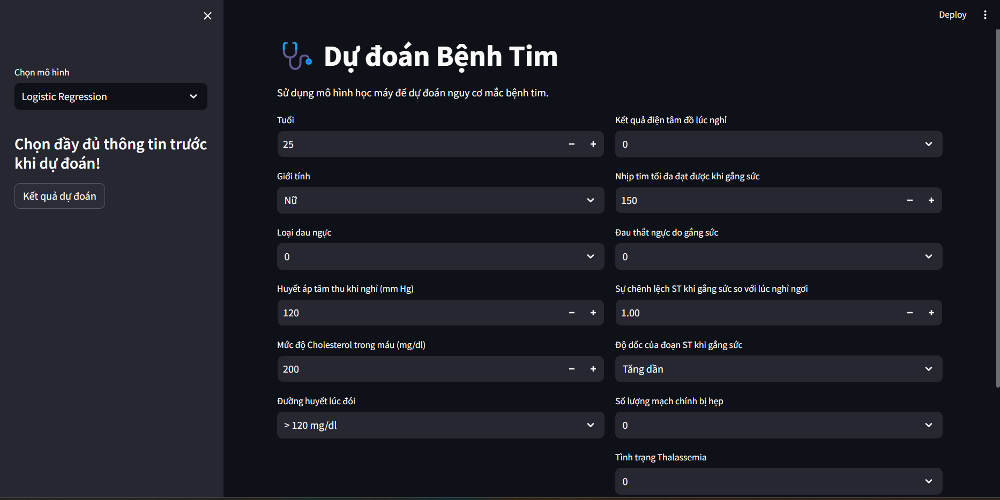 Deploy
Chọn mô hình
Logistic Regression
Chọn đầy đủ thông tin trước
khi dự đoán!
Kết quả dự đoán
Dự đoán Bệnh Tim
Sử dụng mô hình học máy để dự đoán nguy cơ mắc bệnh tim.
Tuổi
25
Giới tính
Nữ
Loại đau ngực
0
Huyết áp tâm thu khi nghỉ (mm Hg)
120
Mức độ Cholesterol trong máu (mg/dl)
200
Đường huyết lúc đói
> 120 mg/dl
Kết quả điện tâm đồ lúc nghỉ
0
Nhịp tim tối đa đạt được khi gắng sức
150
Đau thắt ngực do gắng sức
0
Sự chênh lệch ST khi gắng sức so với lúc nghỉ ngơi
1.00
Độ dốc của đoạn ST khi gắng sức
Tăng dần
Số lượng mạch chính bị hẹp
0
Tình trạng Thalassemia
0